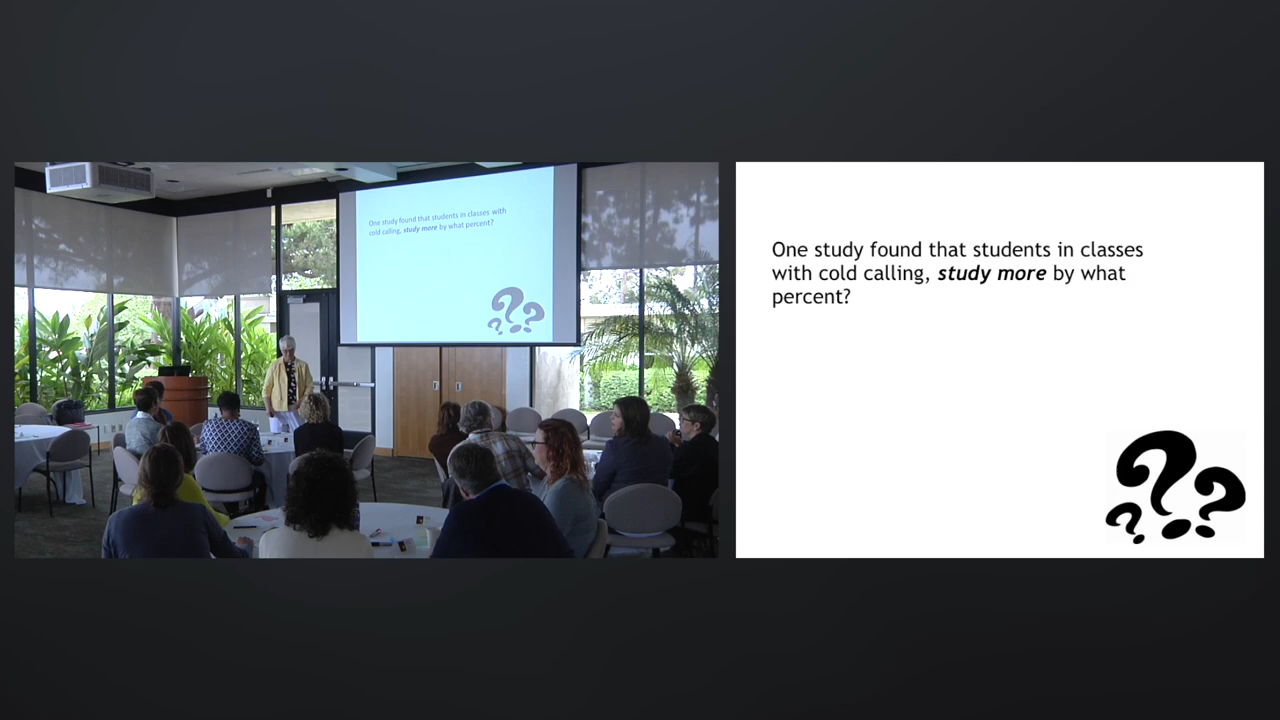 One study found that students in classes with
cold calling, study more by what percent?
One study found that students in classes
with cold calling, study more by what
percent?